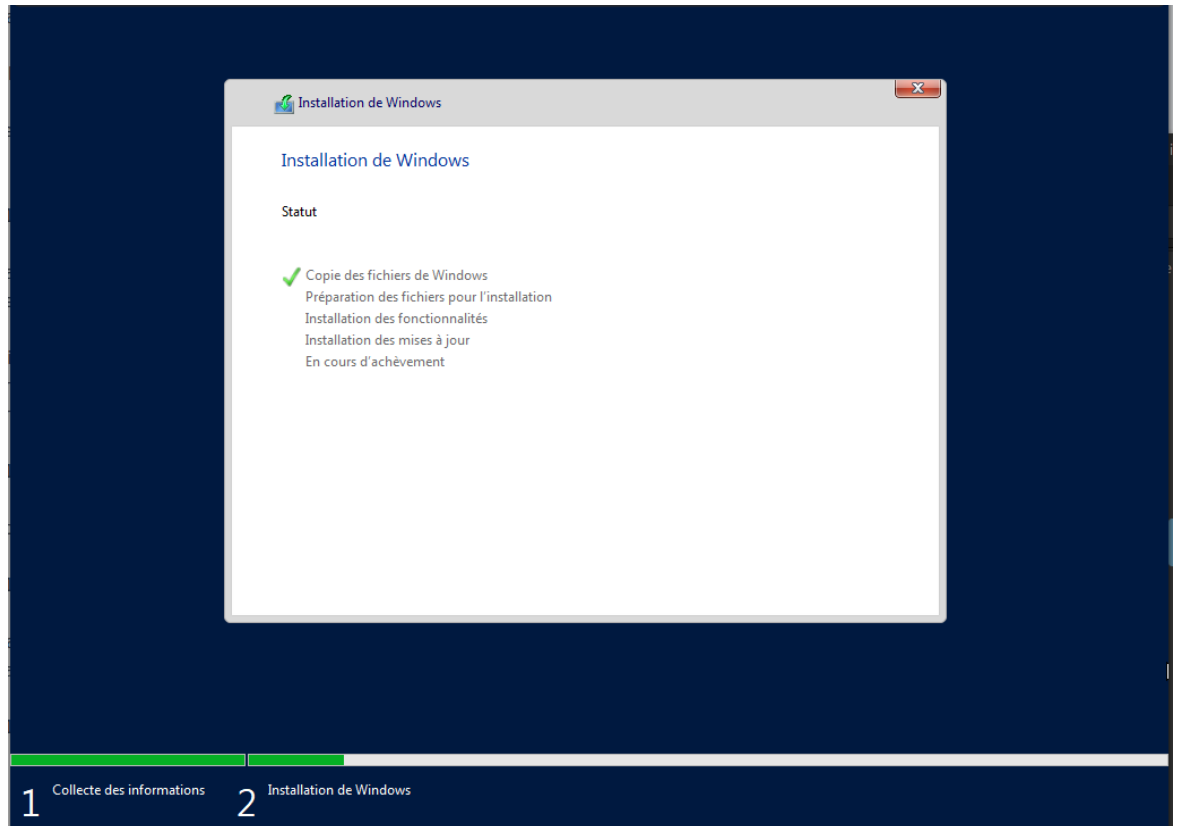 Installation de Windows
Installation de Windows
Statut
Copie des fichiers de Windows
Préparation des fichiers pour l'installation
Installation des fonctionnalités
Installation des mises à jour
En cours d'achèvement
1 Collecte des informations
2 Installation de Windows